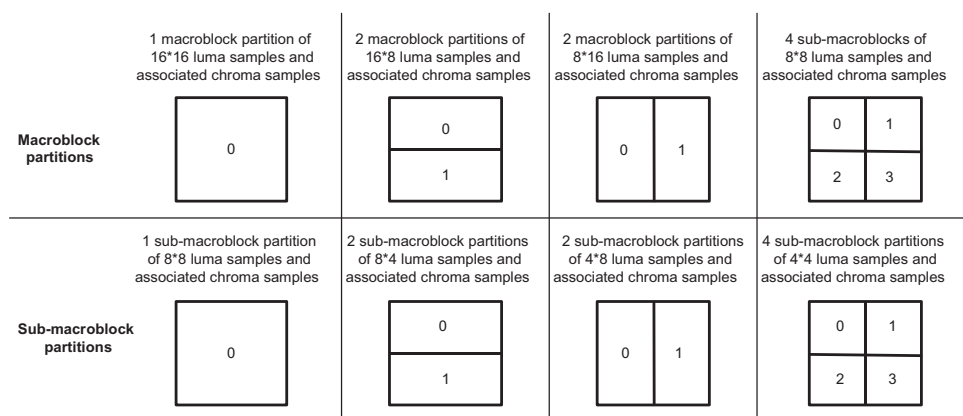 1 macroblock partition of
16*16 luma samples and
associated chroma samples
2 macroblock partitions of
16*8 luma samples and
associated chroma samples
2 macroblock partitions of
8*16 luma samples and
associated chroma samples
4 sub-macroblocks of
8*8 luma samples and
associated chroma samples
Macroblock
partitions
0
0
1
0 1
0 1
2 3
1 sub-macroblock partition
of 8*8 luma samples and
associated chroma samples
2 sub-macroblock partitions
of 8*4 luma samples and
associated chroma samples
2 sub-macroblock partitions
of 4*8 luma samples and
associated chroma samples
4 sub-macroblock partitions
of 4*4 luma samples and
associated chroma samples
Sub-macroblock
partitions
0
0
1
0 1
0 1
2 3